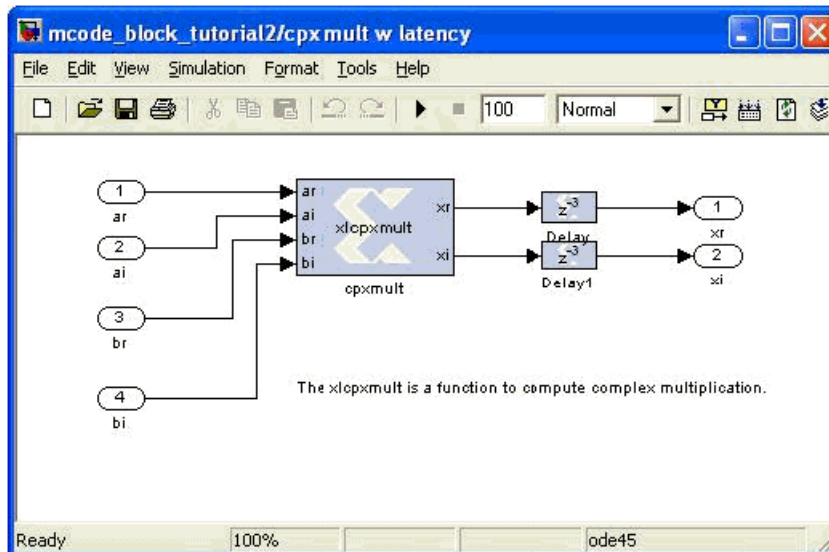 mcode_block_tutorial2/cpxmult w latency
File Edit View Simulation Format Tools Help
100 Normal
1
ar
2
ai
3
br
4
bi
ar
ai
br
bi
xlcpxmult
xr
xi
cpxmult
z-3
Delay
z-3
Delay1
1
xr
2
xi
The xlcpxmult is a function to compute complex multiplication.
Ready 100% ode45